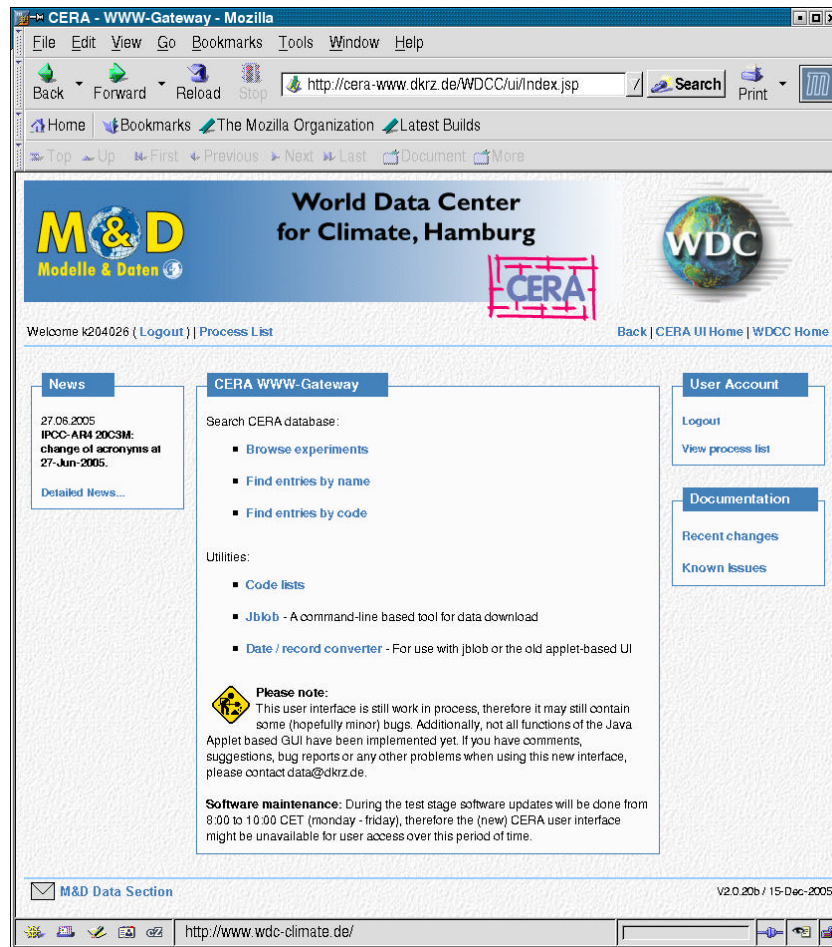 CERA - WWW-Gateway - Mozilla
File Edit View Go Bookmarks Tools Window Help
Back Forward Reload Stop http://cera-www.dkrz.de/WDCC/ui/Index.jsp Search Print
Home Bookmarks The Mozilla Organization Latest Builds
Top Up First Previous Next Last Document More
M&D
Modelle & Daten
World Data Center
for Climate, Hamburg
CERA
WDC
Welcome k204026 ( Logout ) | Process List
Back | CERA UI Home | WDCC Home
News
27.06.2005
IPCC-AR4 20C3M:
change of acronyms at
27-Jun-2005.
Detailed News...
CERA WWW-Gateway
Search CERA database:
Browse experiments
Find entries by name
Find entries by code
Utilities:
Code lists
Jblob - A command-line based tool for data download
Date / record converter - For use with jblob or the old applet-based UI
Please note:
This user interface is still work in process, therefore it may still contain
some (hopefully minor) bugs. Additionally, not all functions of the Java
Applet based GUI have been implemented yet. If you have comments,
suggestions, bug reports or any other problems when using this new interface,
please contact data@dkrz.de.
Software maintenance: During the test stage software updates will be done from
8:00 to 10:00 CET (monday - friday), therefore the (new) CERA user interface
might be unavailable for user access over this period of time.
User Account
Logout
View process list
Documentation
Recent changes
Known Issues
M&D Data Section
V2.0.20b / 15-Dec-2005
http://www.wdc-climate.de/